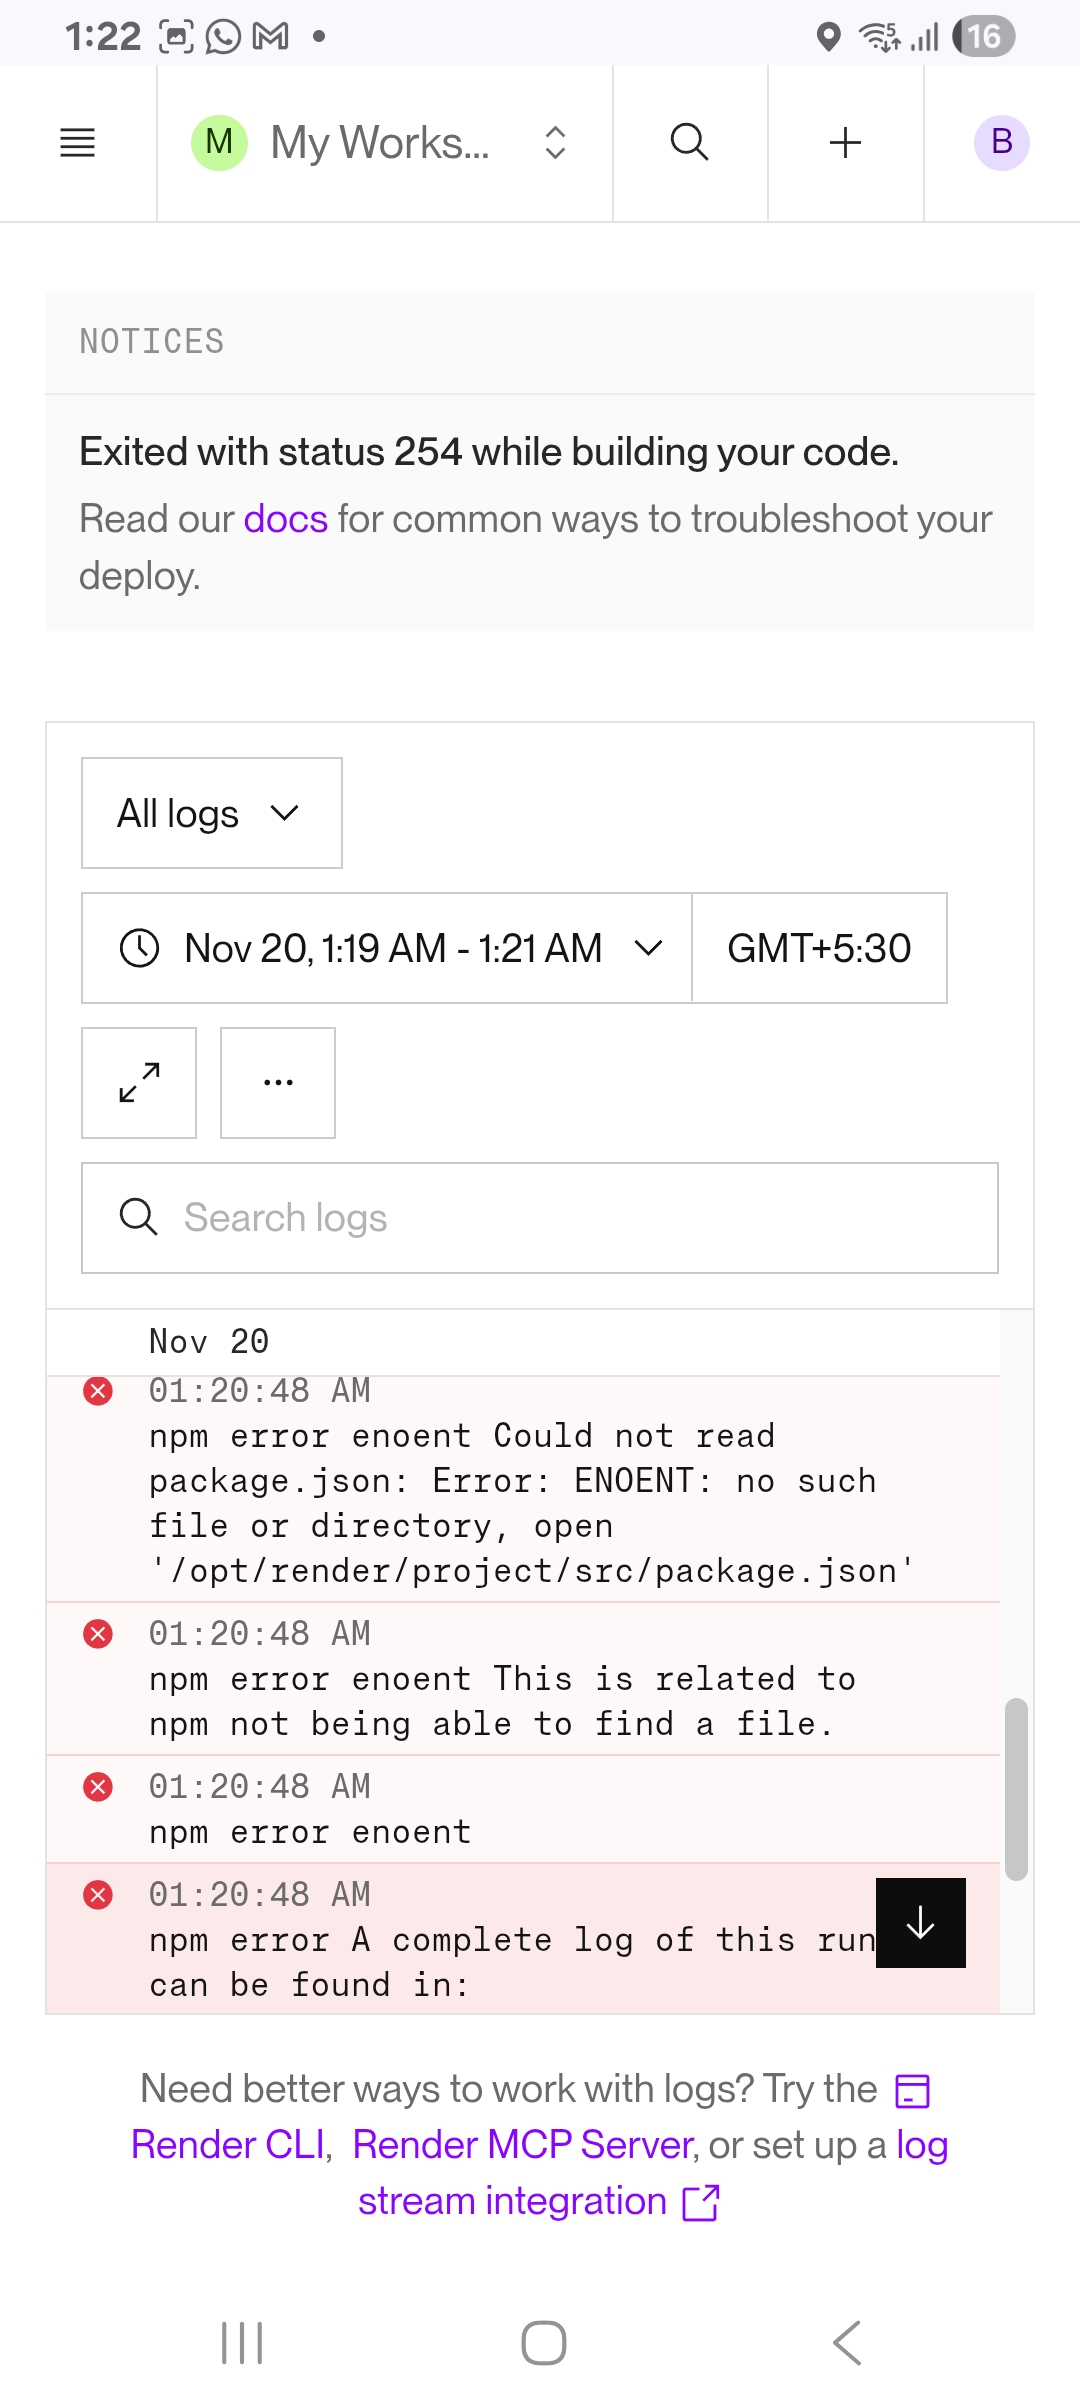 1:22
5
16
M My Works...
B
NOTICES
Exited with status 254 while building your code.
Read our docs for common ways to troubleshoot your
deploy.
All logs
Nov 20, 1:19 AM - 1:21 AM GMT+5:30
...
Search logs
Nov 20
01:20:48 AM
npm error enoent Could not read
package.json: Error: ENOENT: no such
file or directory, open
'/opt/render/project/src/package.json'
01:20:48 AM
npm error enoent This is related to
npm not being able to find a file.
01:20:48 AM
npm error enoent
01:20:48 AM
npm error A complete log of this run
can be found in:
Need better ways to work with logs? Try the
Render CLI, Render MCP Server, or set up a log
stream integration